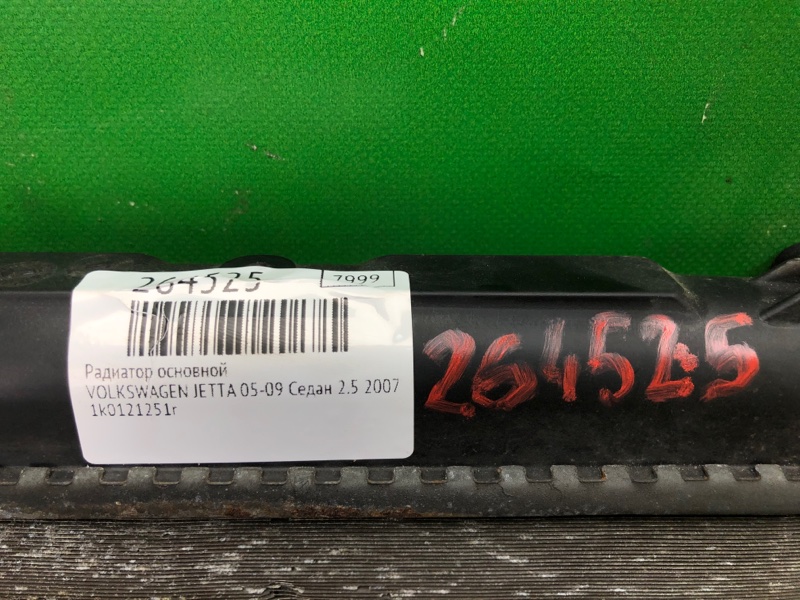 264525 7999
Радиатор основной
VOLKSWAGEN JETTA 05-09 Седан 2.5 2007
1k0121251r
264525